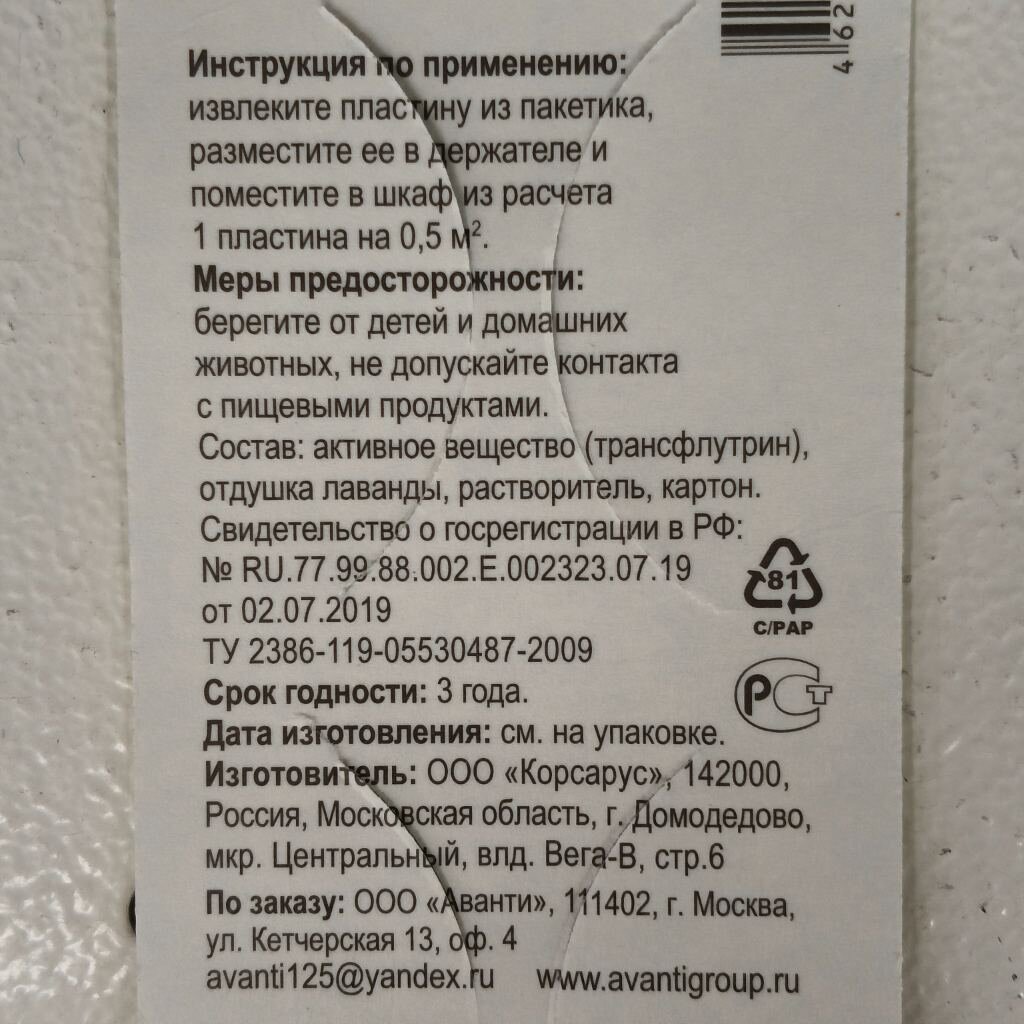 4 62
Инструкция по применению:
извлеките пластину из пакетика,
разместите ее в держателе и
поместите в шкаф из расчета
1 пластина на 0,5 м².
Меры предосторожности:
берегите от детей и домашних
животных, не допускайте контакта
с пищевыми продуктами.
Состав: активное вещество (трансфлутрин),
отдушка лаванды, растворитель, картон.
Свидетельство о госрегистрации в РФ:
№ RU.77.99.88.002.E.002323.07.19
от 02.07.2019
ТУ 2386-119-05530487-2009
81
C/PAP
Срок годности: 3 года.
РСТ
Дата изготовления: см. на упаковке.
Изготовитель: ООО «Корсарус», 142000,
Россия, Московская область, г. Домодедово,
мкр. Центральный, влд. Вега-В, стр.6
По заказу: ООО «Аванти», 111402, г. Москва,
ул. Кетчерская 13, оф. 4
avanti125@yandex.ru www.avantigroup.ru